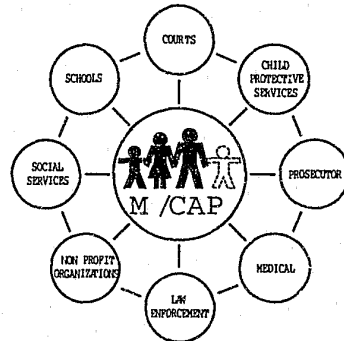 COURTS
CHILD
PROTECTIVE
SERVICES
SCHOOLS
SOCIAL
SERVICES
M /CAP
PROSECUTOR
NON PROFIT
ORGANIZATIONS
MEDICAL
LAW
ENFORCEMENT